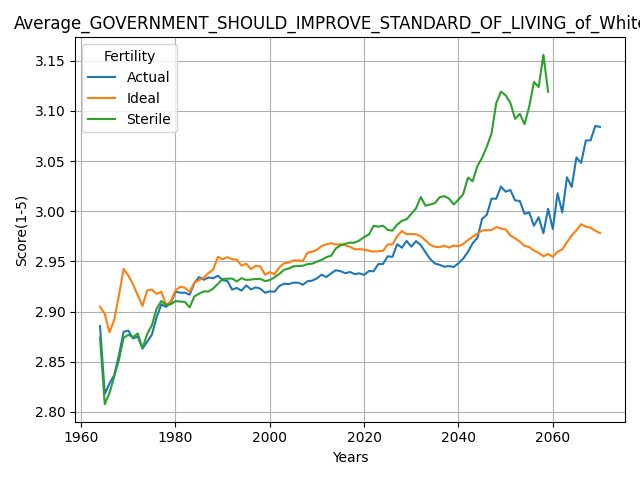 Average_GOVERNMENT_SHOULD_IMPROVE_STANDARD_OF_LIVING_of_White
Fertility
Actual
Ideal
Sterile
Score(1-5)
3.15
3.10
3.05
3.00
2.95
2.90
2.85
2.80
1960 1980 2000 2020 2040 2060
Years